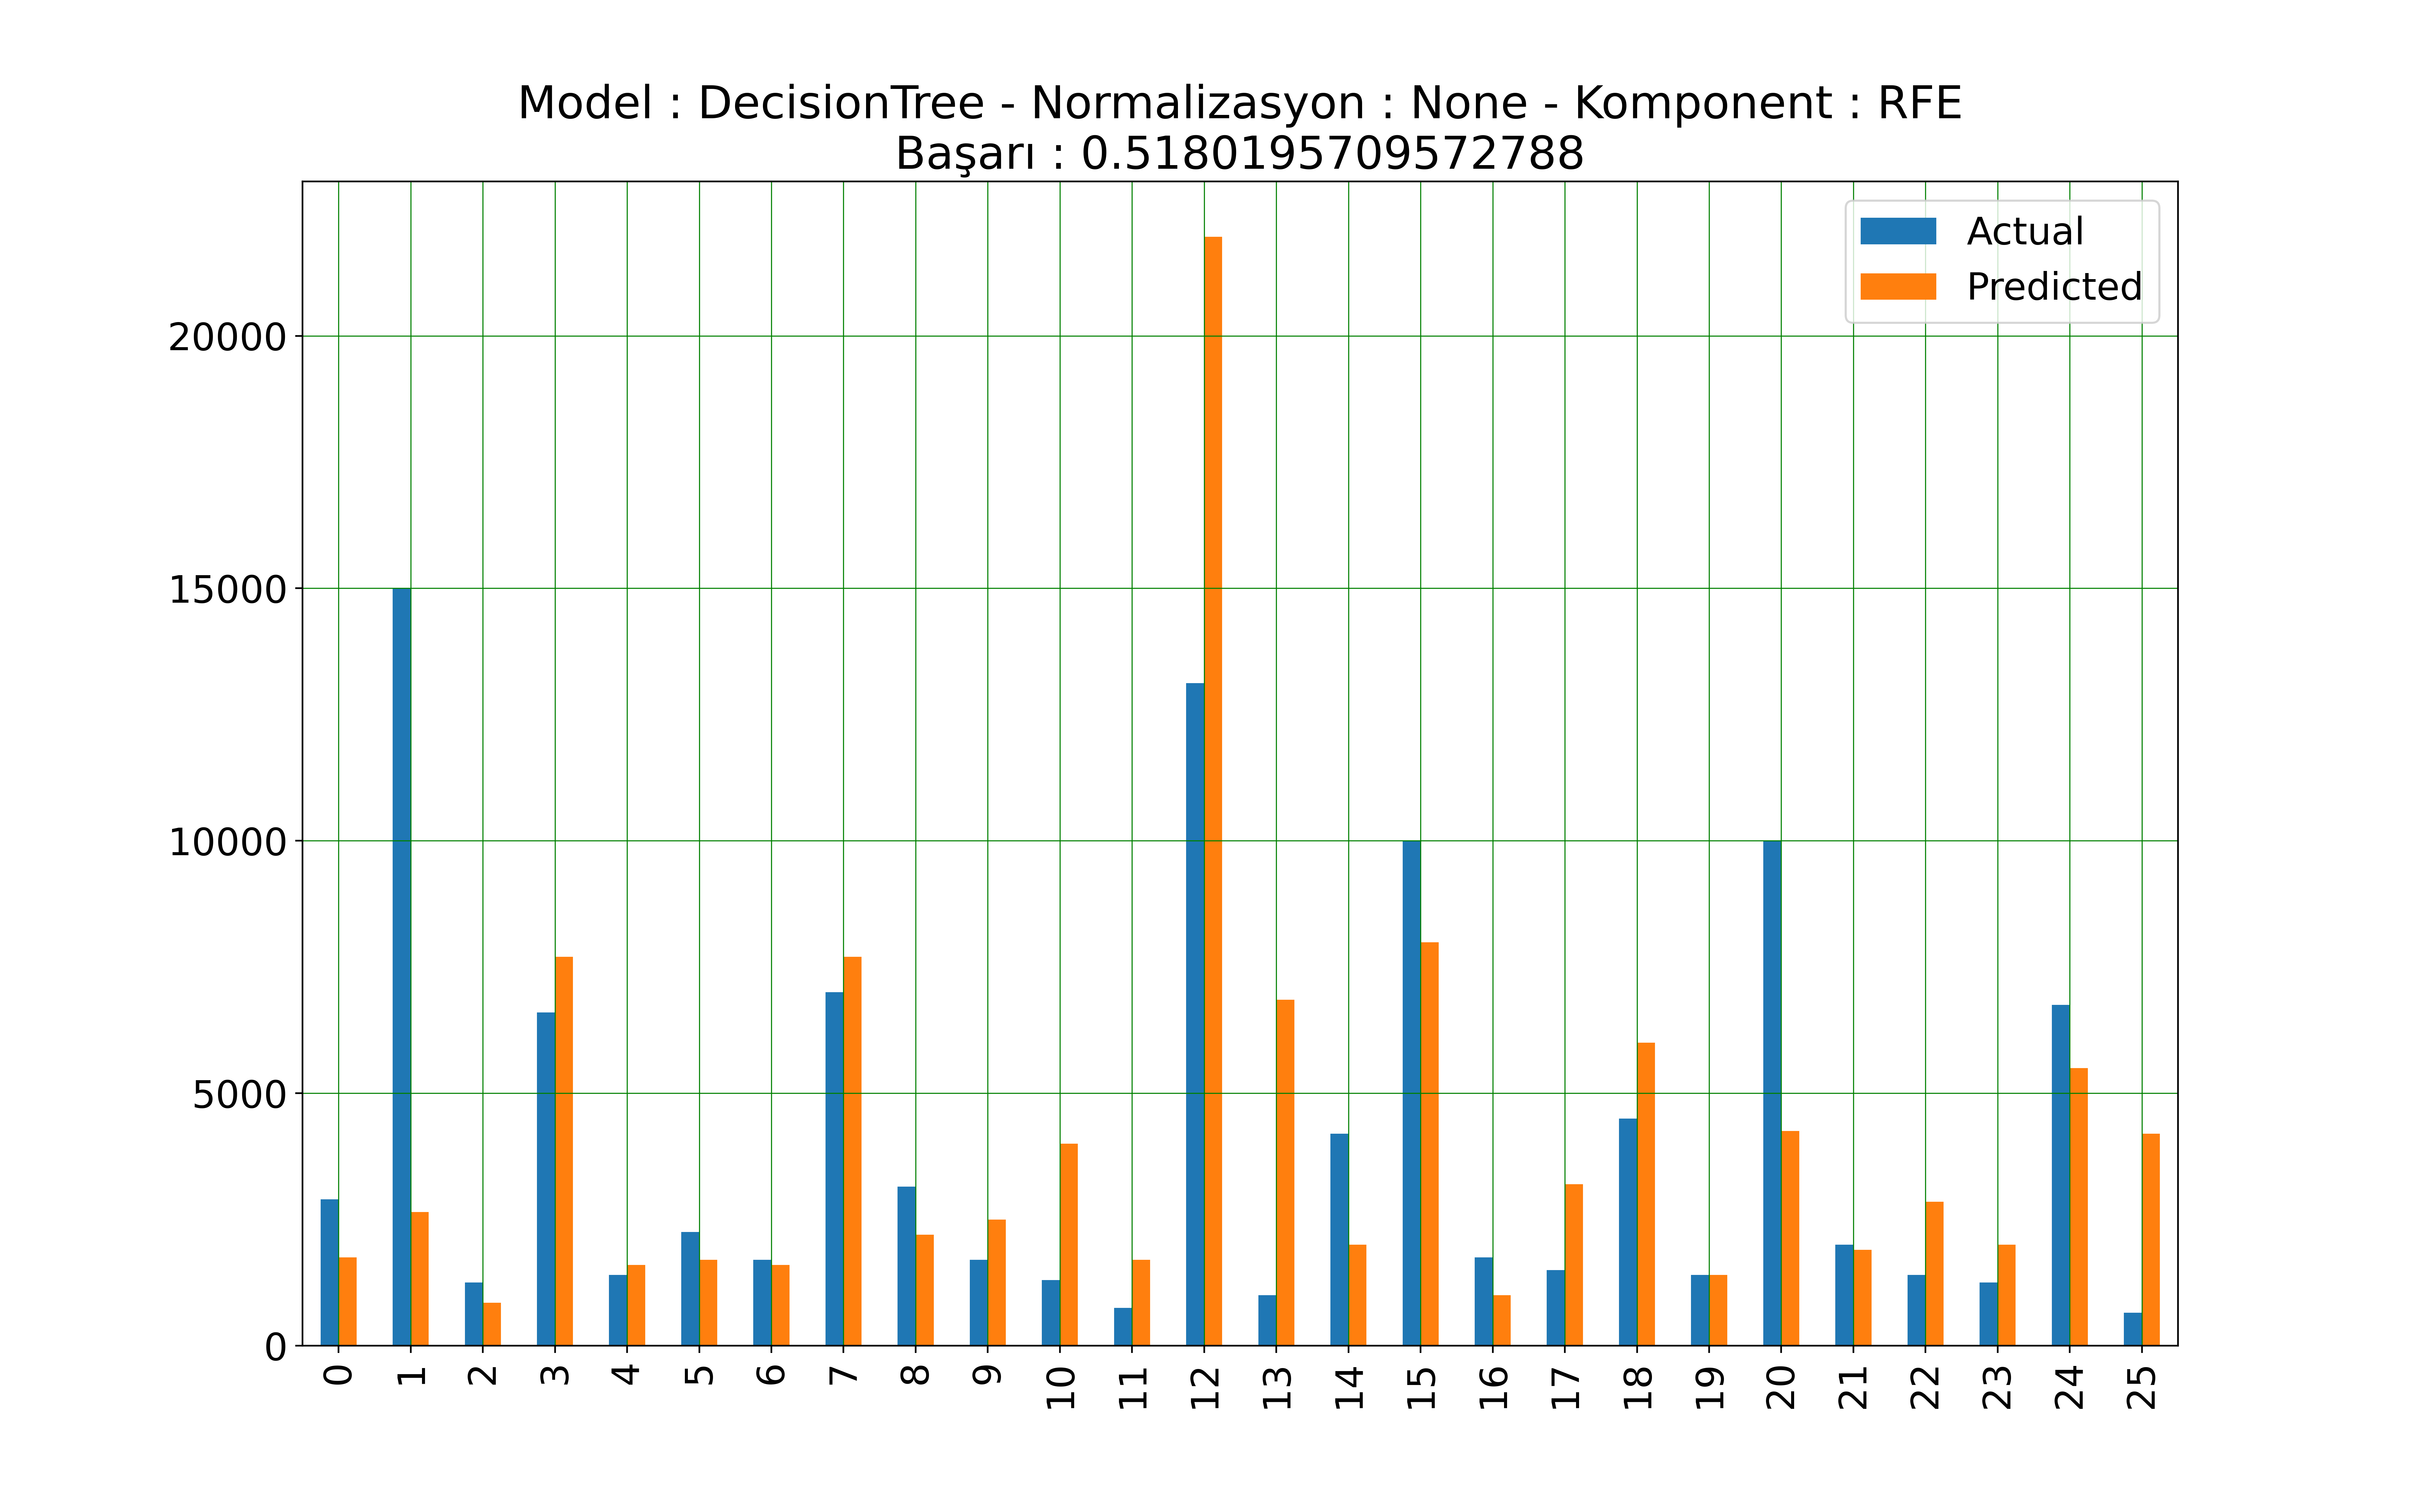 Model : DecisionTree - Normalizasyon : None - Komponent : RFE
Başarı : 0.5180195709572788
Actual
Predicted
20000
15000
10000
5000
0
0 1 2 3 4 5 6 7 8 9 10 11 12 13 14 15 16 17 18 19 20 21 22 23 24 25